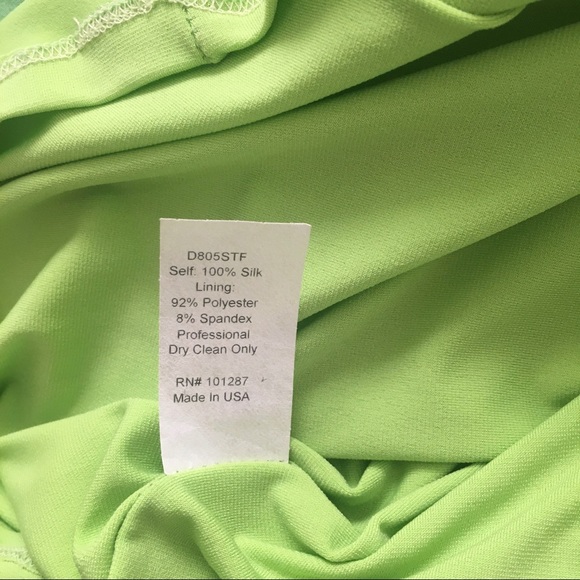 D805STF
Self: 100% Silk
Lining:
92% Polyester
8% Spandex
Professional
Dry Clean Only
RN# 101287
Made In USA